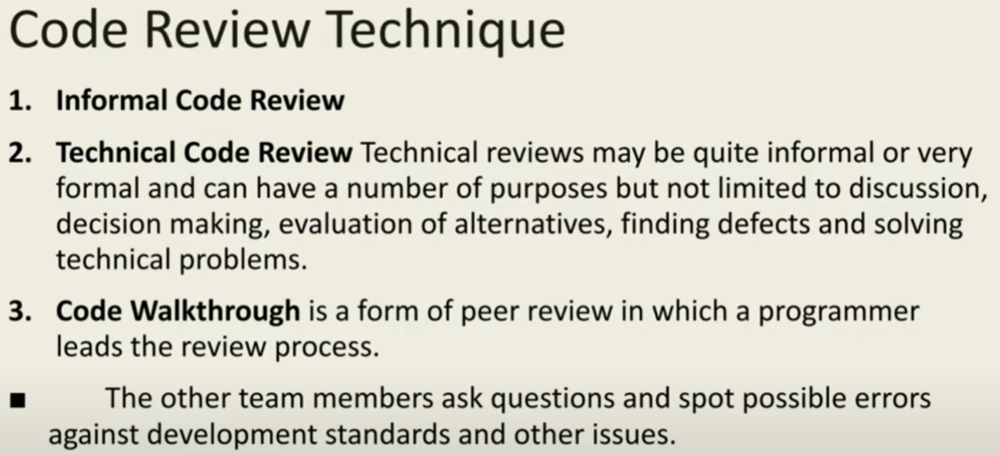 Code Review Technique
1. Informal Code Review
2. Technical Code Review Technical reviews may be quite informal or very
formal and can have a number of purposes but not limited to discussion,
decision making, evaluation of alternatives, finding defects and solving
technical problems.
3. Code Walkthrough is a form of peer review in which a programmer
leads the review process.
■ The other team members ask questions and spot possible errors
against development standards and other issues.